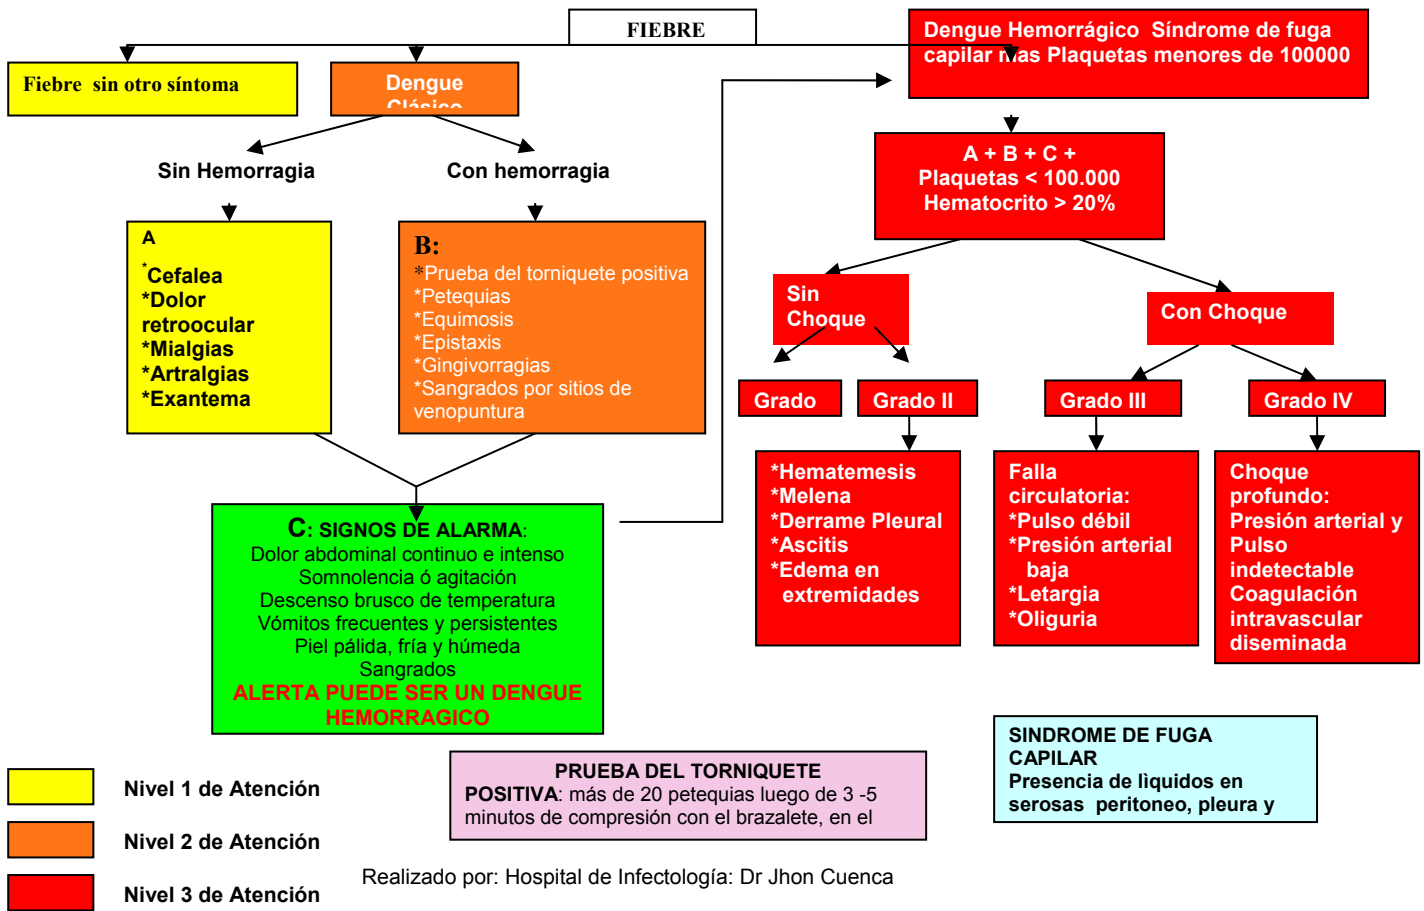 FIEBRE
Dengue Hemorrágico Síndrome de fuga
capilar mas Plaquetas menores de 100000
Fiebre sin otro síntoma
Dengue
Clásico
Sin Hemorragia
Con hemorragia
A + B + C +
Plaquetas < 100.000
Hematocrito > 20%
A
*Cefalea
*Dolor
retroocular
*Mialgias
*Artralgias
*Exantema
B:
*Prueba del torniquete positiva
*Petequias
*Equimosis
*Epistaxis
*Gingivorragias
*Sangrados por sitios de
venopuntura
Sin
Choque
Con Choque
Grado
Grado II
Grado III
Grado IV
*Hematemesis
*Melena
*Derrame Pleural
*Ascitis
*Edema en
extremidades
Falla
circulatoria:
*Pulso débil
*Presión arterial
baja
*Letargia
*Oliguria
Choque
profundo:
Presión arterial y
Pulso
indetectable
Coagulación
intravascular
diseminada
C: SIGNOS DE ALARMA:
Dolor abdominal continuo e intenso
Somnolencia ó agitación
Descenso brusco de temperatura
Vómitos frecuentes y persistentes
Piel pálida, fría y húmeda
Sangrados
ALERTA PUEDE SER UN DENGUE
HEMORRAGICO
SINDROME DE FUGA
CAPILAR
Presencia de lìquidos en
serosas peritoneo, pleura y
PRUEBA DEL TORNIQUETE
POSITIVA: más de 20 petequias luego de 3 -5
minutos de compresión con el brazalete, en el
Nivel 1 de Atención
Nivel 2 de Atención
Nivel 3 de Atención
Realizado por: Hospital de Infectología: Dr Jhon Cuenca